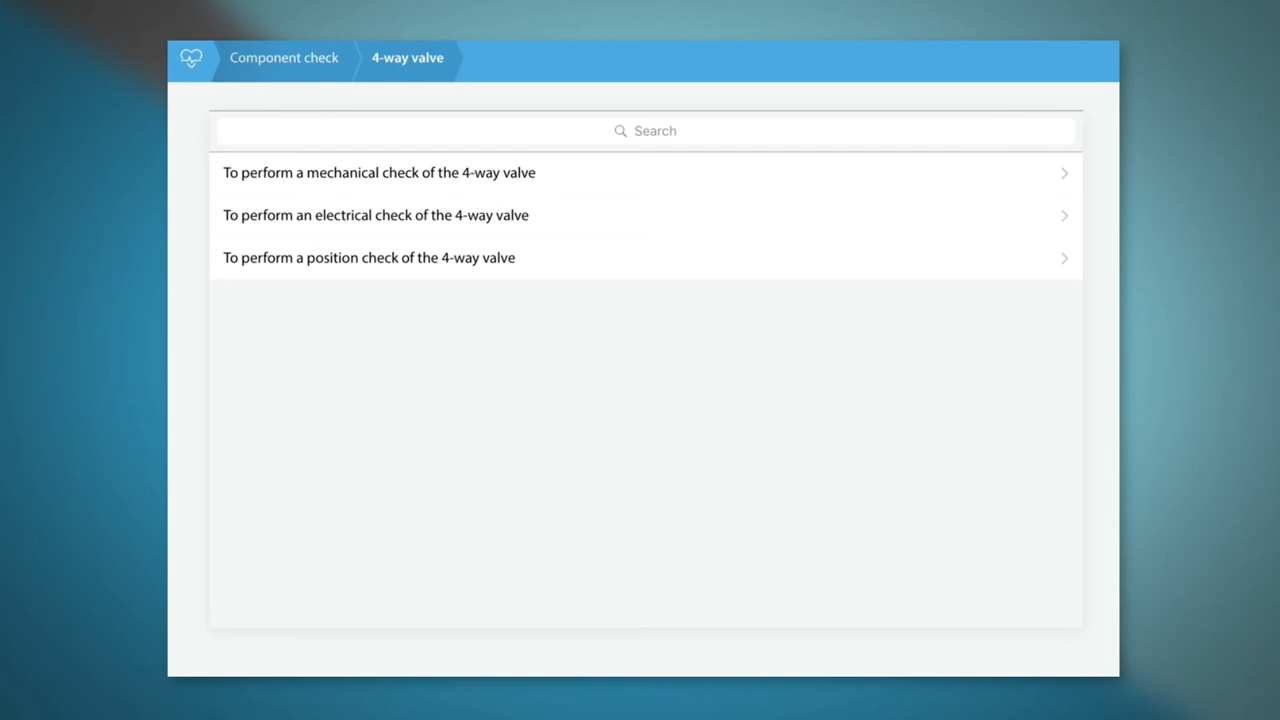 Component check
4-way valve
Search
To perform a mechanical check of the 4-way valve
To perform an electrical check of the 4-way valve
To perform a position check of the 4-way valve